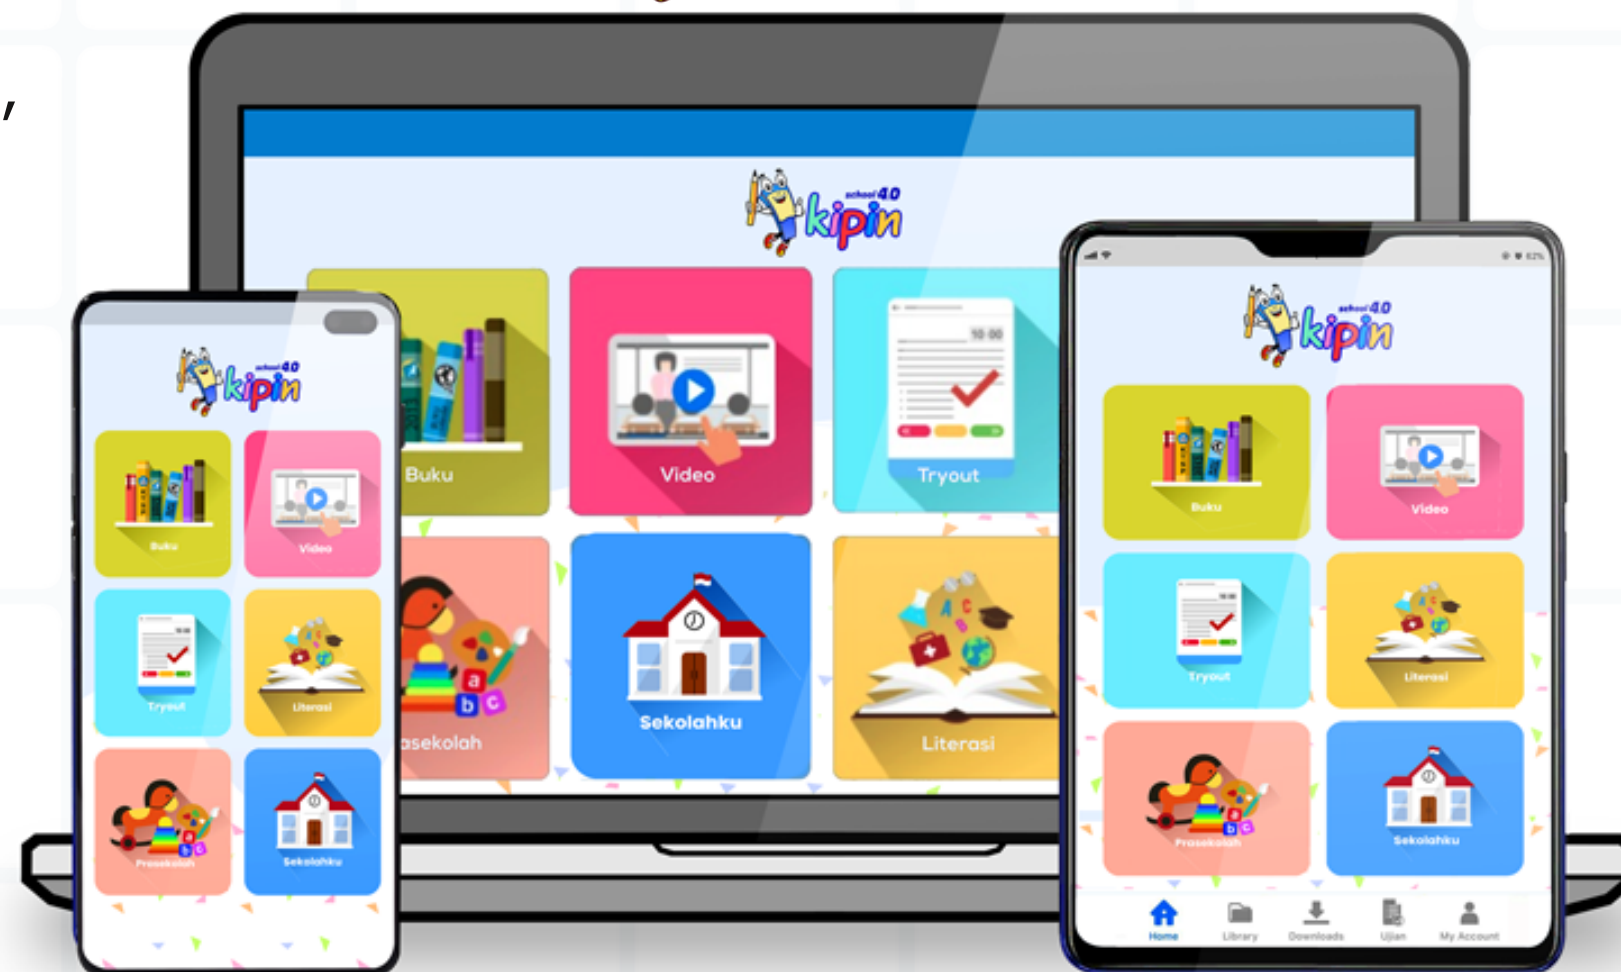 ,
school 4.0
kipin
Buku
Video
Tryout
asekolah
Sekolahku
Literasi
school 4.0
kipin
Buku
Video
Tryout
Literasi
Prasekolah
Sekolahku
school 4.0
kipin
82%
Buku
Video
Tryout
Literasi
Prasekolah
Sekolahku
Home
Library
Downloads
Ujian
My Account
10:00
A B C
a
b c